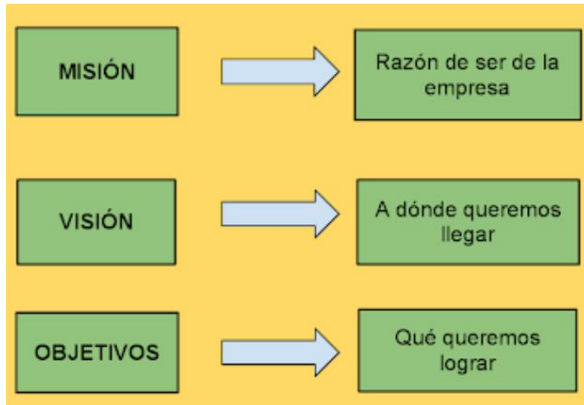 MISIÓN
Razón de ser de la
empresa
VISIÓN
A dónde queremos
llegar
OBJETIVOS
Qué queremos
lograr